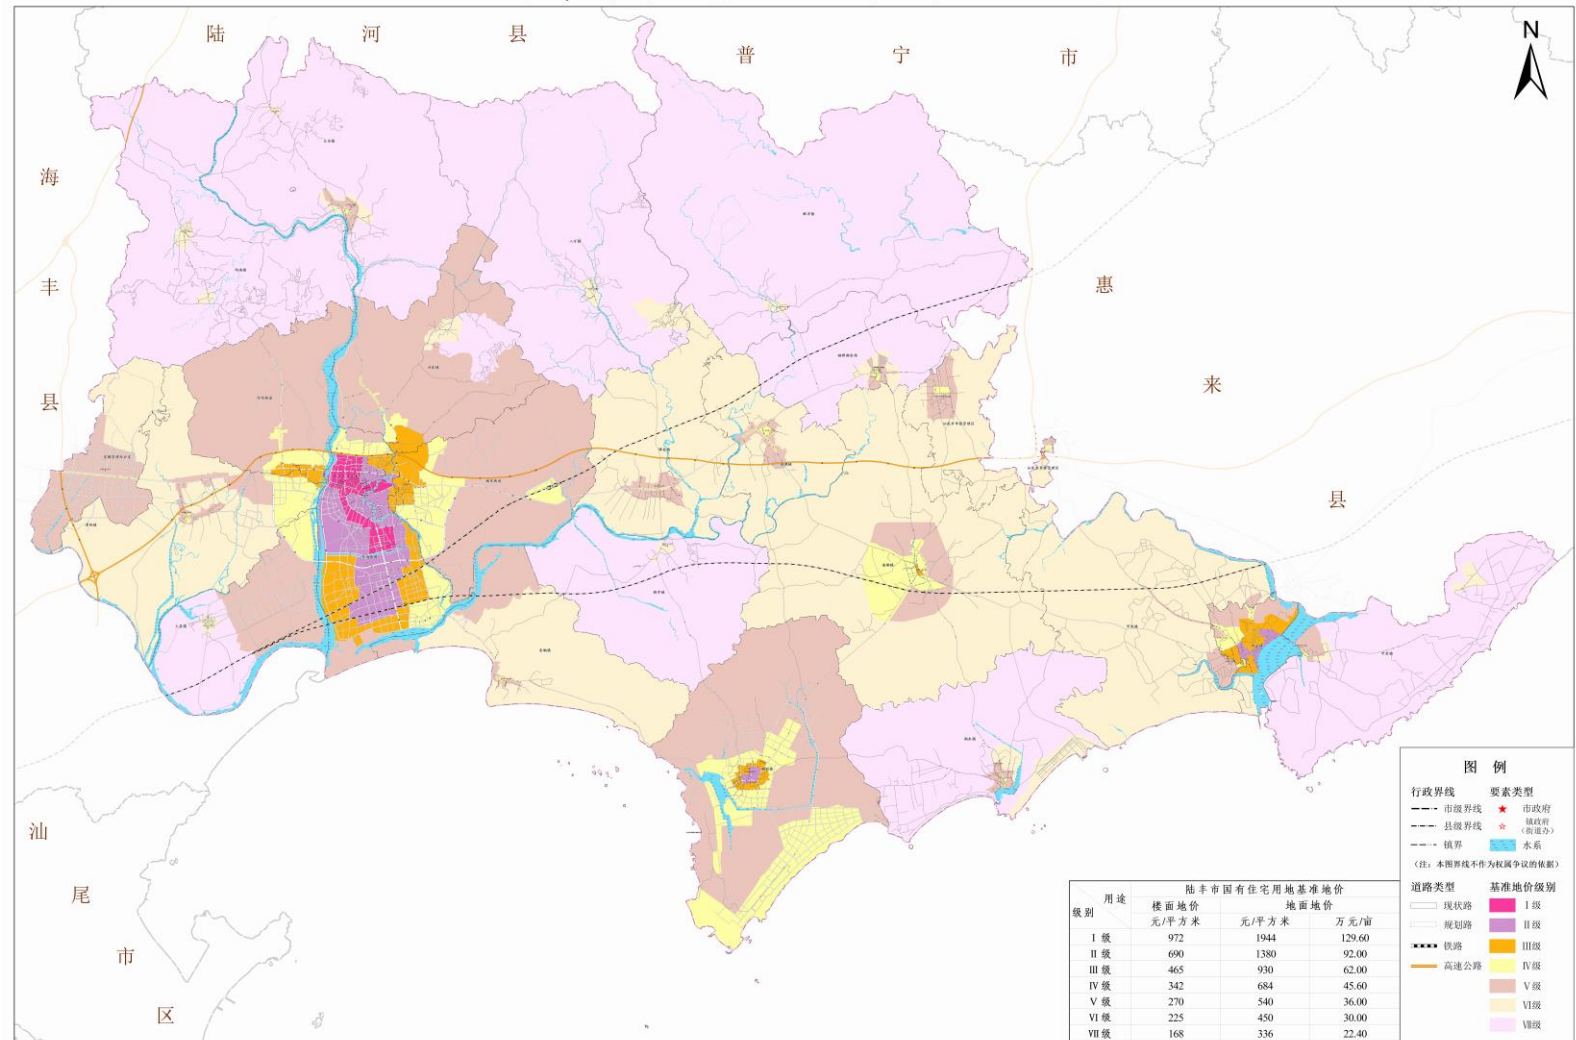 陆 河 县
普 宁 市
N
海 丰 县
惠 来 县
汕 尾 市 区
图 例
行政界线 要素类型
市级界线 市政府
县级界线 镇政府
(街道办)
镇界 水系
(注：本图界线不作为权属争议的依据)
道路类型 基准地价级别
现状路 Ⅰ级
规划路 Ⅱ级
铁路 Ⅲ级
高速公路 Ⅳ级
Ⅴ级
Ⅵ级
Ⅶ级
用途 陆丰市国有住宅用地基准地价
级别 楼面地价 地面地价
元/平方米 元/平方米 万元/亩
Ⅰ级 972 1944 129.60
Ⅱ级 690 1380 92.00
Ⅲ级 465 930 62.00
Ⅳ级 342 684 45.60
Ⅴ级 270 540 36.00
Ⅵ级 225 450 30.00
Ⅶ级 168 336 22.40